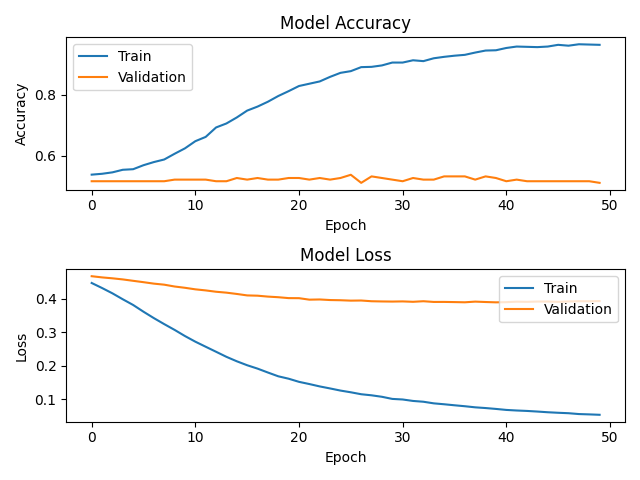 Model Accuracy
Train
Validation
0.8
0.6
Accuracy
0 10 20 30 40 50
Epoch
Model Loss
Train
Validation
0.4
0.3
0.2
0.1
Loss
0 10 20 30 40 50
Epoch